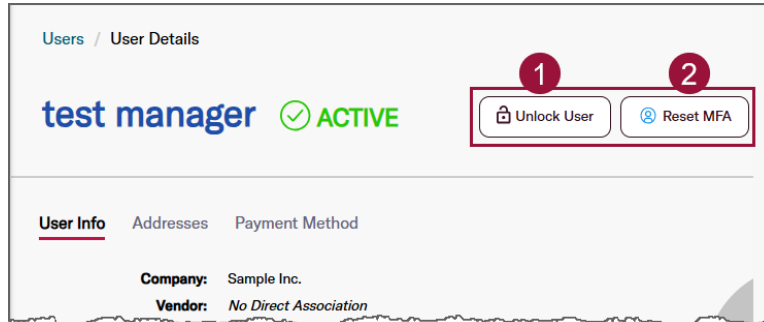 Users / User Details
1 2
test manager ACTIVE Unlock User Reset MFA
User Info Addresses Payment Method
Company: Sample Inc.
Vendor: No Direct Association